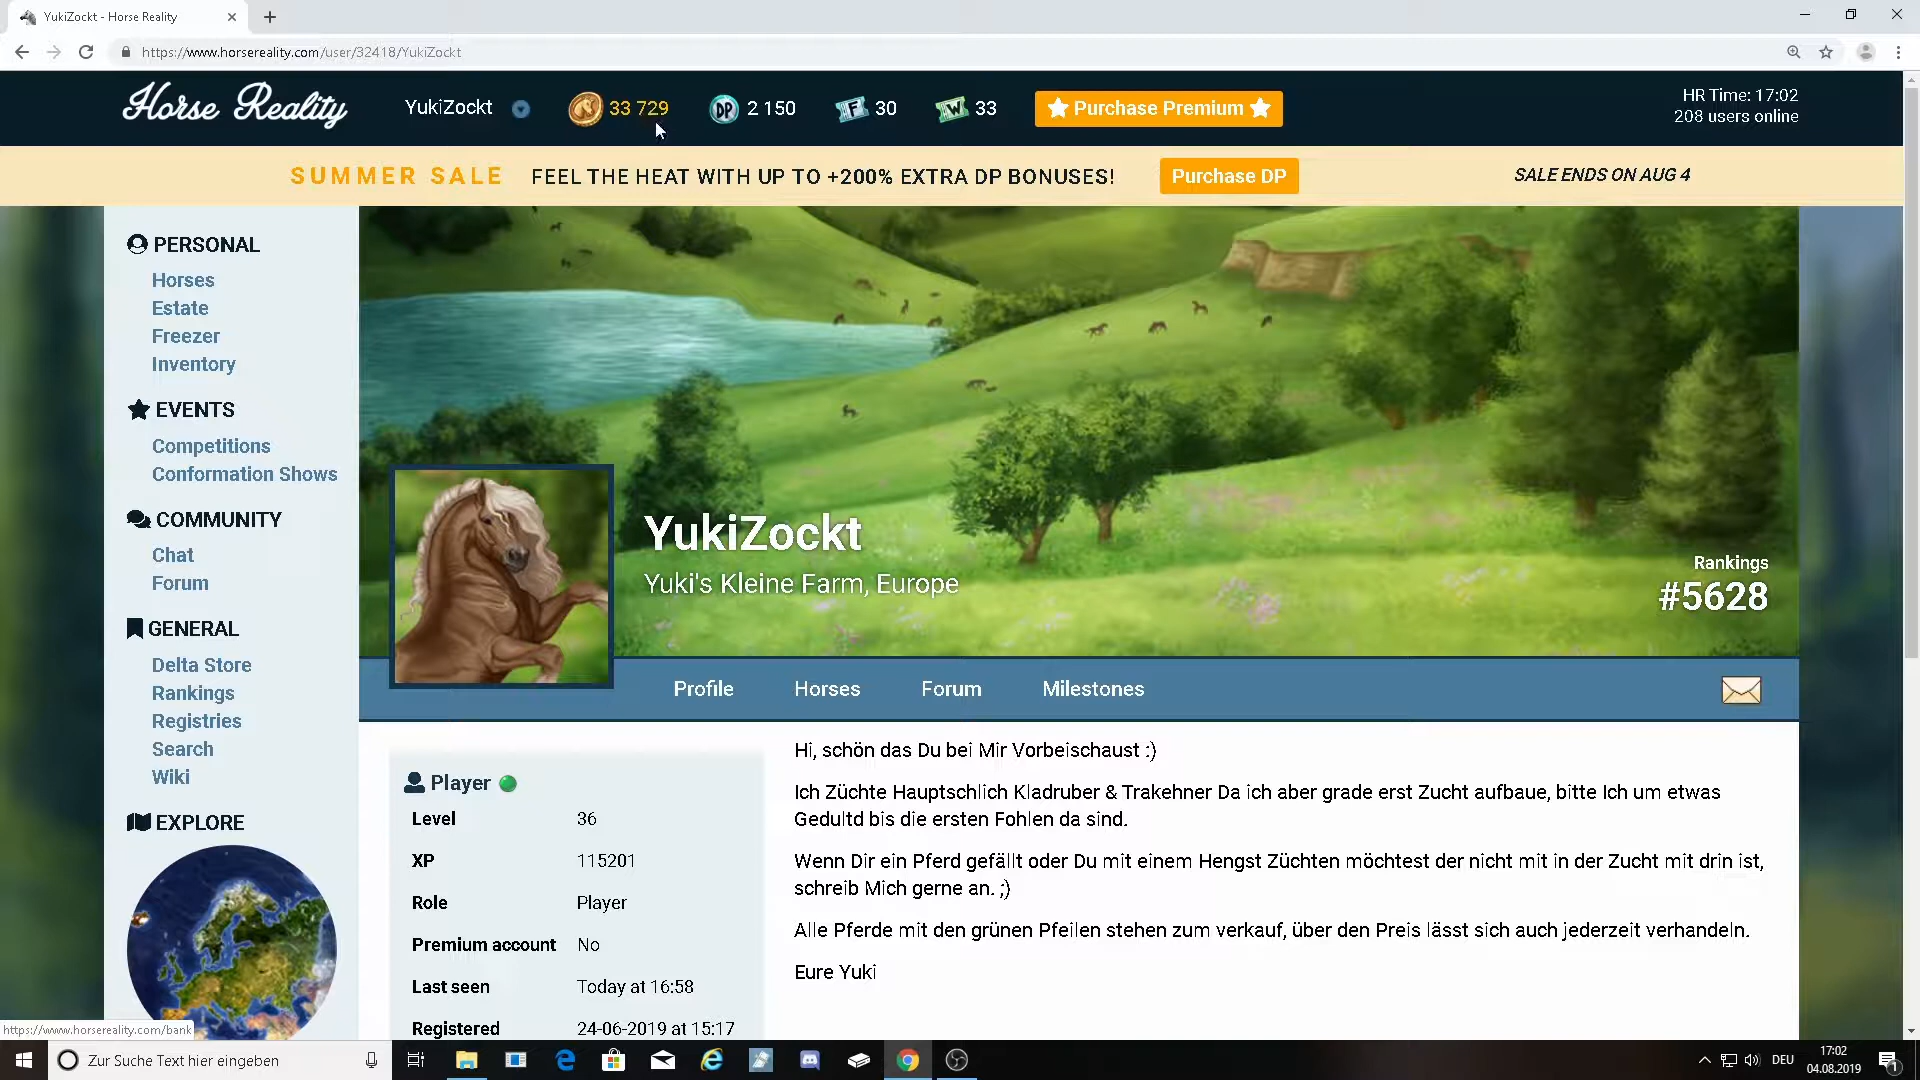 YukiZockt - Horse Reality
https://www.horsereality.com/user/32418/YukiZockt
Horse Reality
YukiZockt
33 729
DP
2 150
F
30
W
33
Purchase Premium
HR Time: 17:02
208 users online
SUMMER SALE
FEEL THE HEAT WITH UP TO +200% EXTRA DP BONUSES!
Purchase DP
SALE ENDS ON AUG 4
PERSONAL
Horses
Estate
Freezer
Inventory
EVENTS
Competitions
Conformation Shows
COMMUNITY
Chat
Forum
GENERAL
Delta Store
Rankings
Registries
Search
Wiki
EXPLORE
YukiZockt
Yuki's Kleine Farm, Europe
Rankings
#5628
Profile
Horses
Forum
Milestones
Player
Level 36
XP 115201
Role Player
Premium account No
Last seen Today at 16:58
Registered 24-06-2019 at 15:17
Hi, schön das Du bei Mir Vorbeischaust :)
Ich Züchte Hauptschlich Kladruber & Trakehner Da ich aber grade erst Zucht aufbaue, bitte Ich um etwas
Gedultd bis die ersten Fohlen da sind.
Wenn Dir ein Pferd gefällt oder Du mit einem Hengst Züchten möchtest der nicht mit in der Zucht mit drin ist,
schreib Mich gerne an. ;)
Alle Pferde mit den grünen Pfeilen stehen zum verkauf, über den Preis lässt sich auch jederzeit verhandeln.
Eure Yuki
https://www.horsereality.com/bank
Zur Suche Text hier eingeben
DEU
17:02
04.08.2019
1